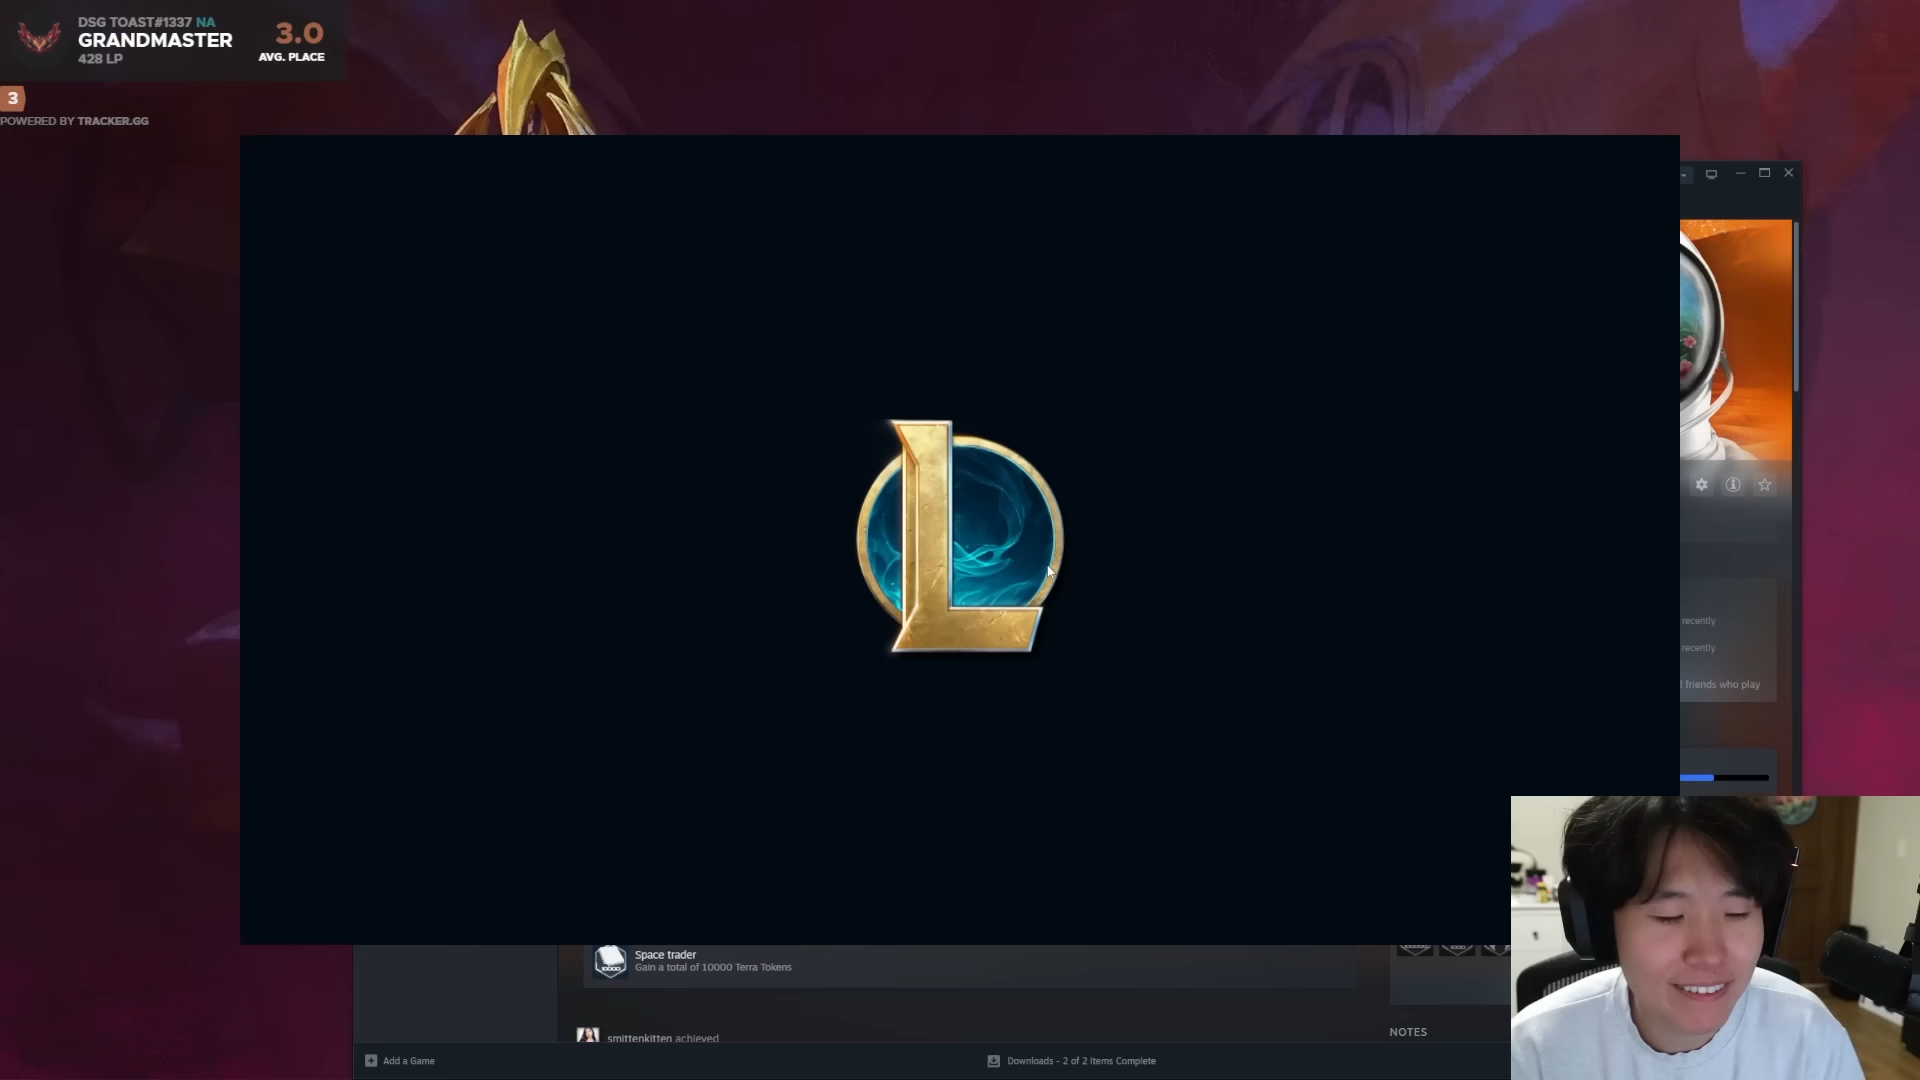 DSG TOAST#1337 NA
GRANDMASTER
428 LP
3.0
AVG. PLACE
3
POWERED BY TRACKER.GG
L
recently
recently
l friends who play
Space trader
Gain a total of 10000 Terra Tokens
smittenkitten achieved
NOTES
Add a Game
Downloads - 2 of 2 Items Complete